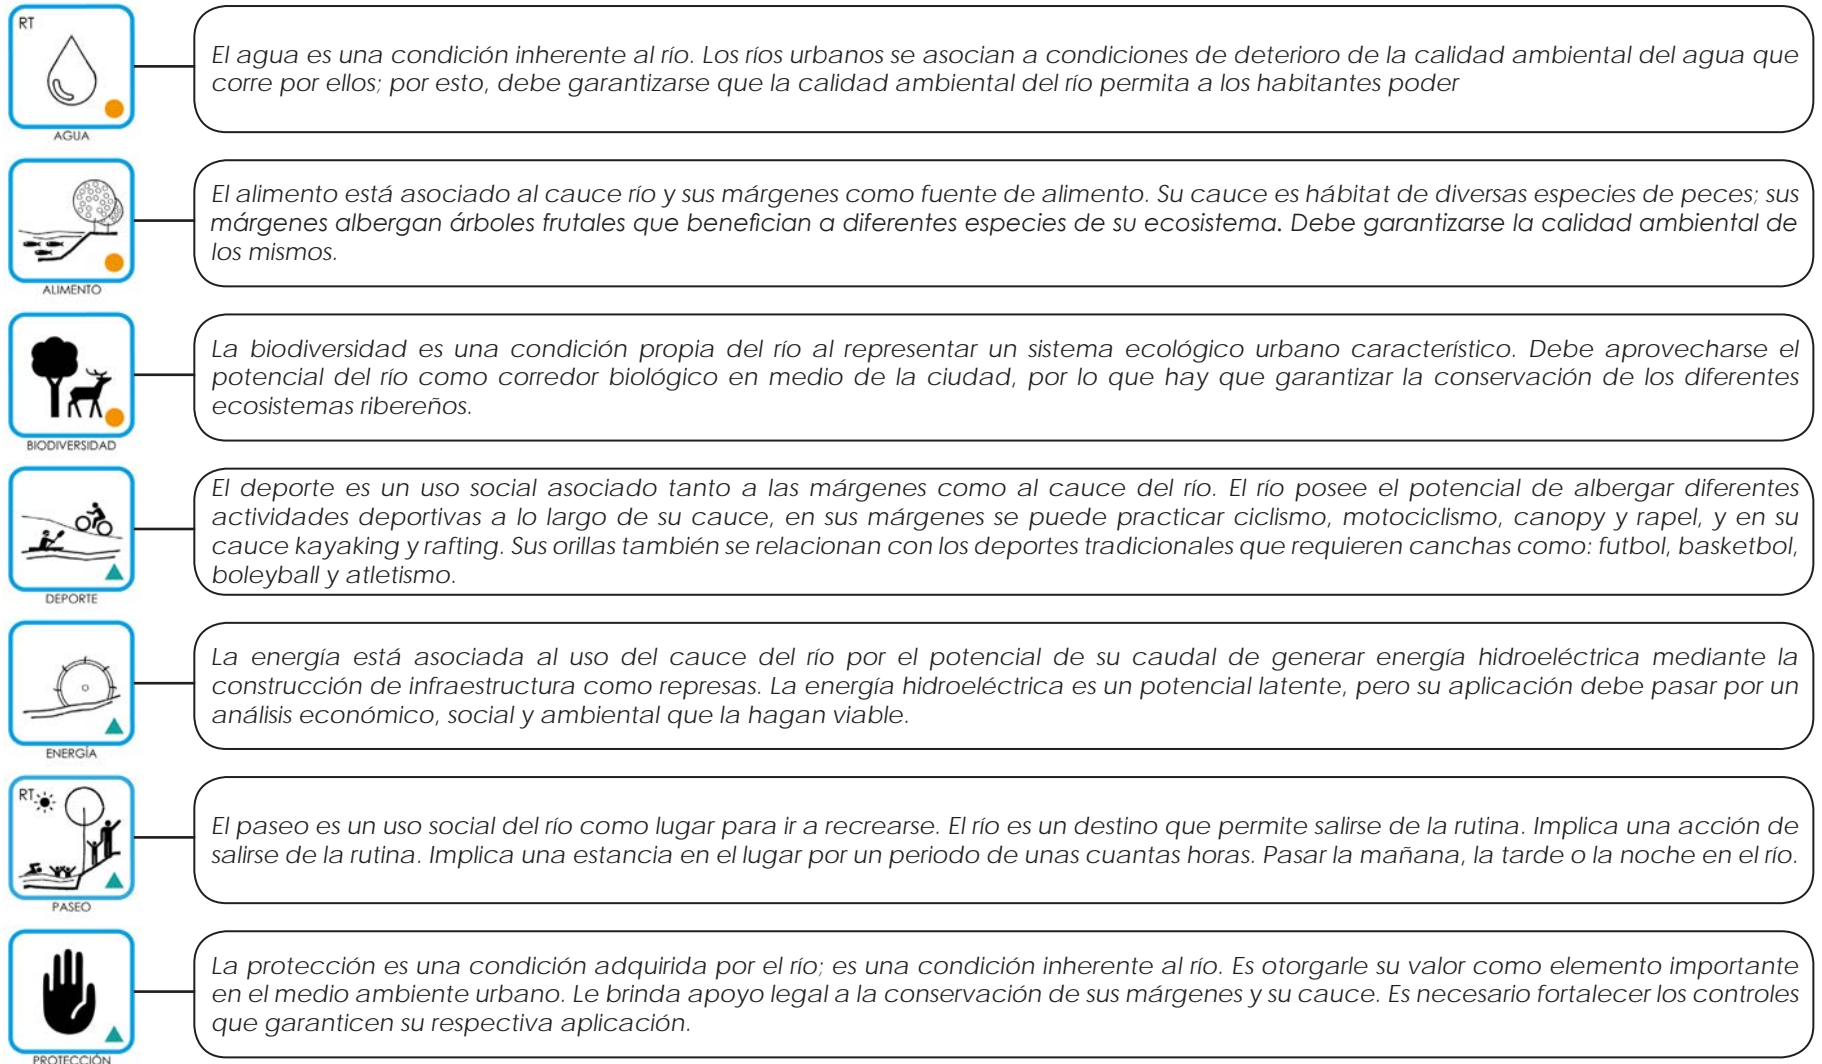 RT
AGUA
El agua es una condición inherente al río. Los ríos urbanos se asocian a condiciones de deterioro de la calidad ambiental del agua que
corre por ellos; por esto, debe garantizarse que la calidad ambiental del río permita a los habitantes poder
ALIMENTO
El alimento está asociado al cauce río y sus márgenes como fuente de alimento. Su cauce es hábitat de diversas especies de peces; sus
márgenes albergan árboles frutales que benefician a diferentes especies de su ecosistema. Debe garantizarse la calidad ambiental de
los mismos.
BIODIVERSIDAD
La biodiversidad es una condición propia del río al representar un sistema ecológico urbano característico. Debe aprovecharse el
potencial del río como corredor biológico en medio de la ciudad, por lo que hay que garantizar la conservación de los diferentes
ecosistemas ribereños.
DEPORTE
El deporte es un uso social asociado tanto a las márgenes como al cauce del río. El río posee el potencial de albergar diferentes
actividades deportivas a lo largo de su cauce, en sus márgenes se puede practicar ciclismo, motociclismo, canopy y rapel, y en su
cauce kayaking y rafting. Sus orillas también se relacionan con los deportes tradicionales que requieren canchas como: futbol, basketbol,
boleyball y atletismo.
ENERGÍA
La energía está asociada al uso del cauce del río por el potencial de su caudal de generar energía hidroeléctrica mediante la
construcción de infraestructura como represas. La energía hidroeléctrica es un potencial latente, pero su aplicación debe pasar por un
análisis económico, social y ambiental que la hagan viable.
RT
PASEO
El paseo es un uso social del río como lugar para ir a recrearse. El río es un destino que permite salirse de la rutina. Implica una acción de
salirse de la rutina. Implica una estancia en el lugar por un periodo de unas cuantas horas. Pasar la mañana, la tarde o la noche en el río.
PROTECCIÓN
La protección es una condición adquirida por el río; es una condición inherente al río. Es otorgarle su valor como elemento importante
en el medio ambiente urbano. Le brinda apoyo legal a la conservación de sus márgenes y su cauce. Es necesario fortalecer los controles
que garanticen su respectiva aplicación.